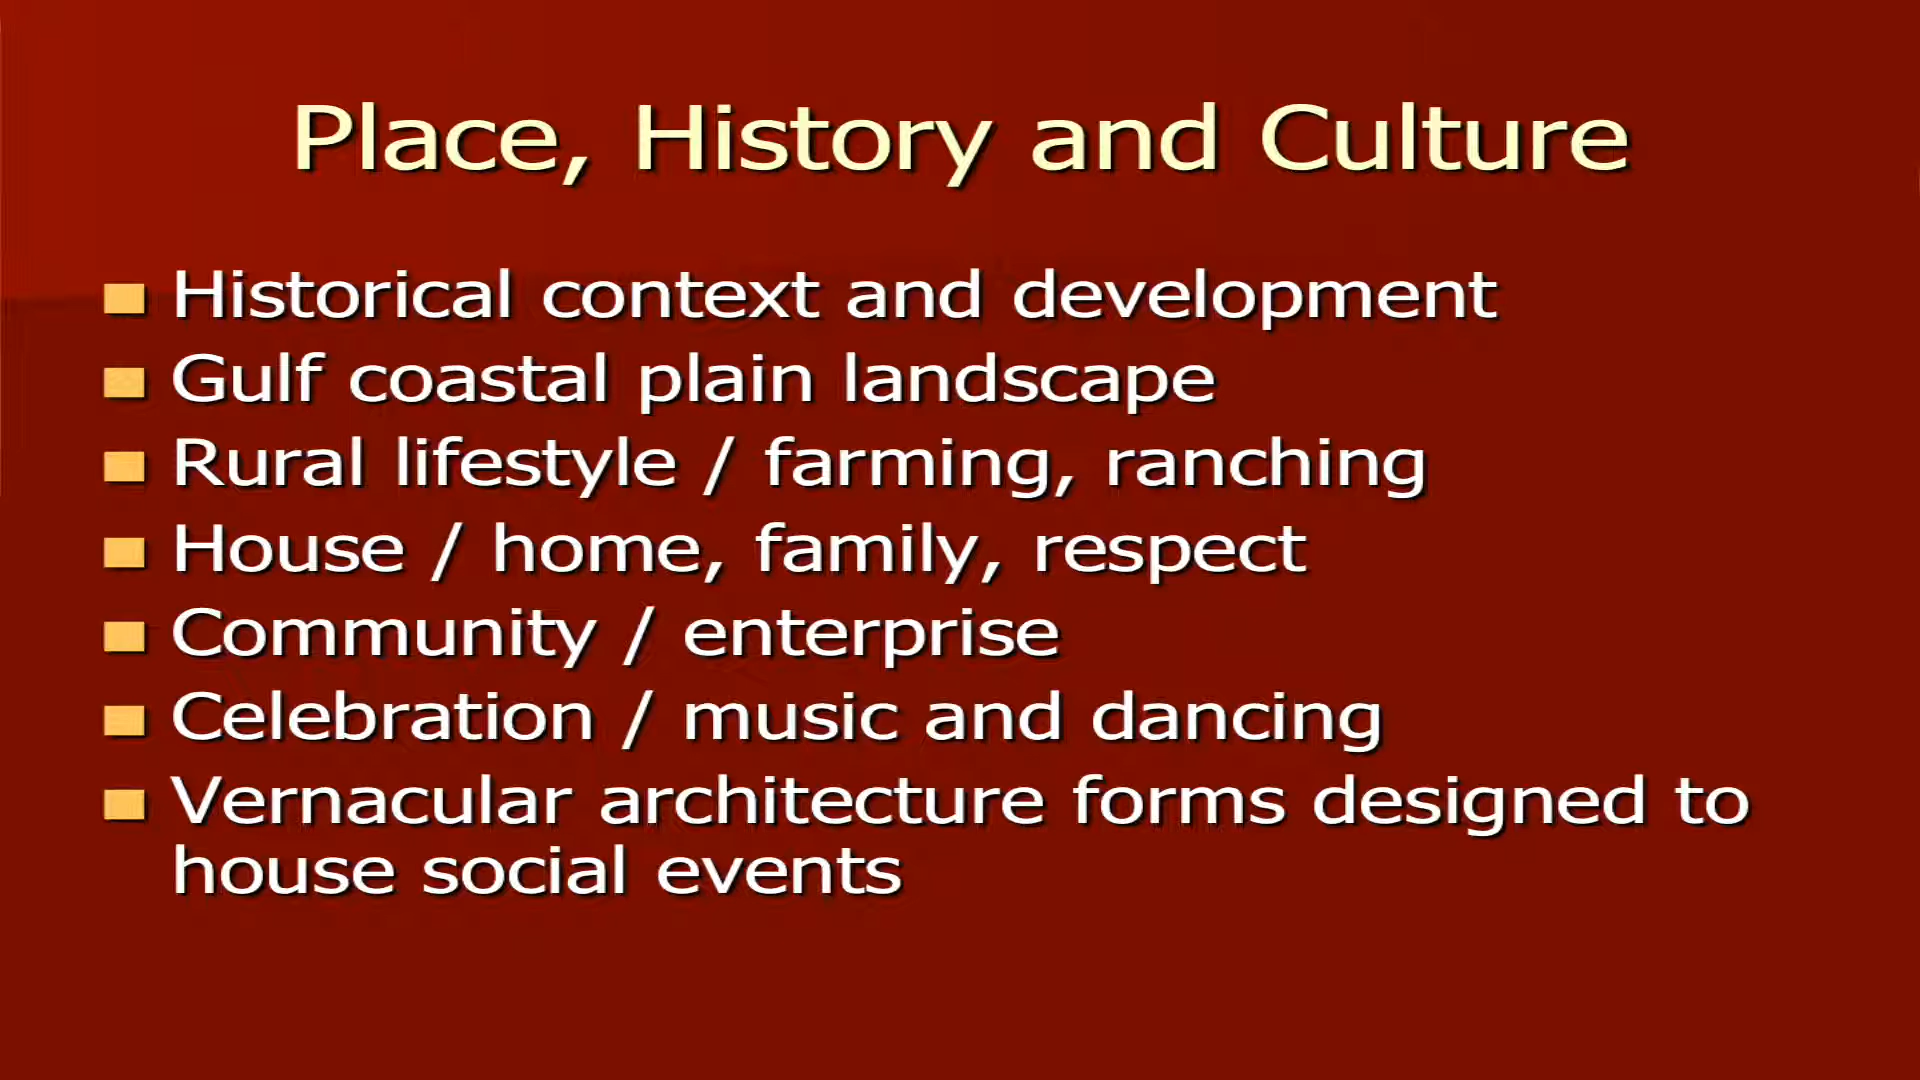 Place, History and Culture
Historical context and development
Gulf coastal plain landscape
Rural lifestyle / farming, ranching
House / home, family, respect
Community / enterprise
Celebration / music and dancing
Vernacular architecture forms designed to
house social events